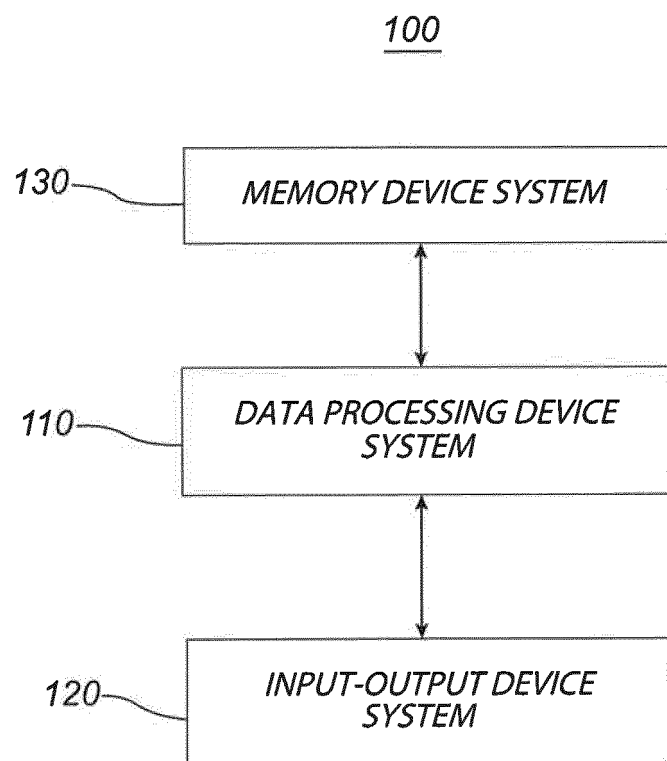 100
130
MEMORY DEVICE SYSTEM
110
DATA PROCESSING DEVICE
SYSTEM
120
INPUT-OUTPUT DEVICE
SYSTEM